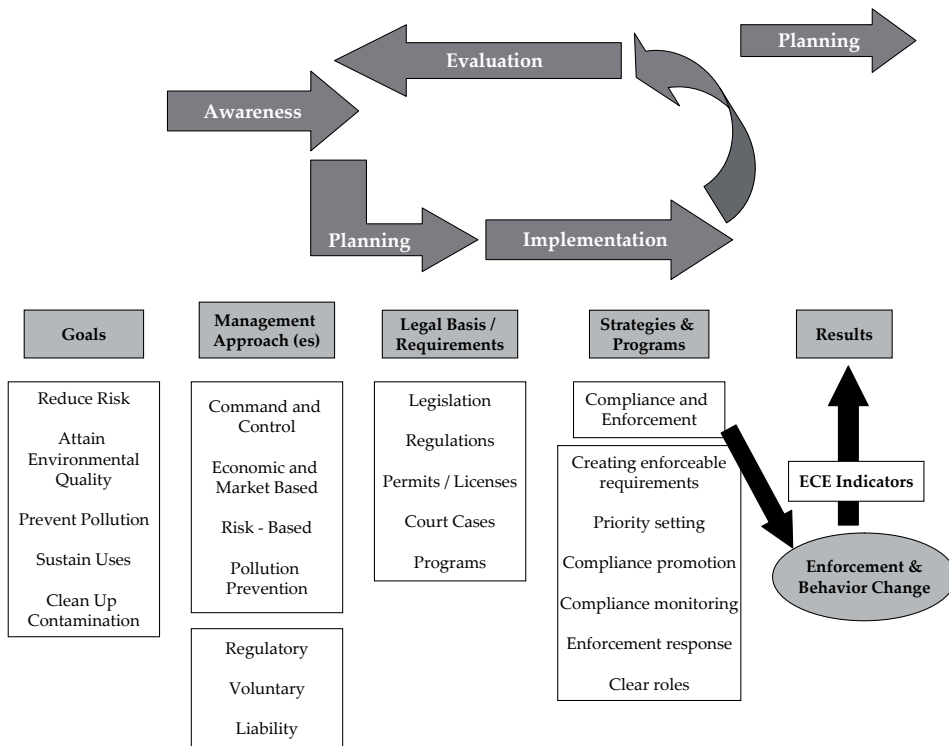 Planning
Evaluation
Awareness
Planning
Implementation
Goals
Management
Approach (es)
Legal Basis /
Requirements
Strategies &
Programs
Results
Reduce Risk
Attain
Environmental
Quality
Prevent Pollution
Sustain Uses
Clean Up
Contamination
Command and
Control
Economic and
Market Based
Risk - Based
Pollution
Prevention
Regulatory
Voluntary
Liability
Legislation
Regulations
Permits / Licenses
Court Cases
Programs
Compliance and
Enforcement
Creating enforceable
requirements
Priority setting
Compliance promotion
Compliance monitoring
Enforcement response
Clear roles
ECE Indicators
Enforcement &
Behavior Change